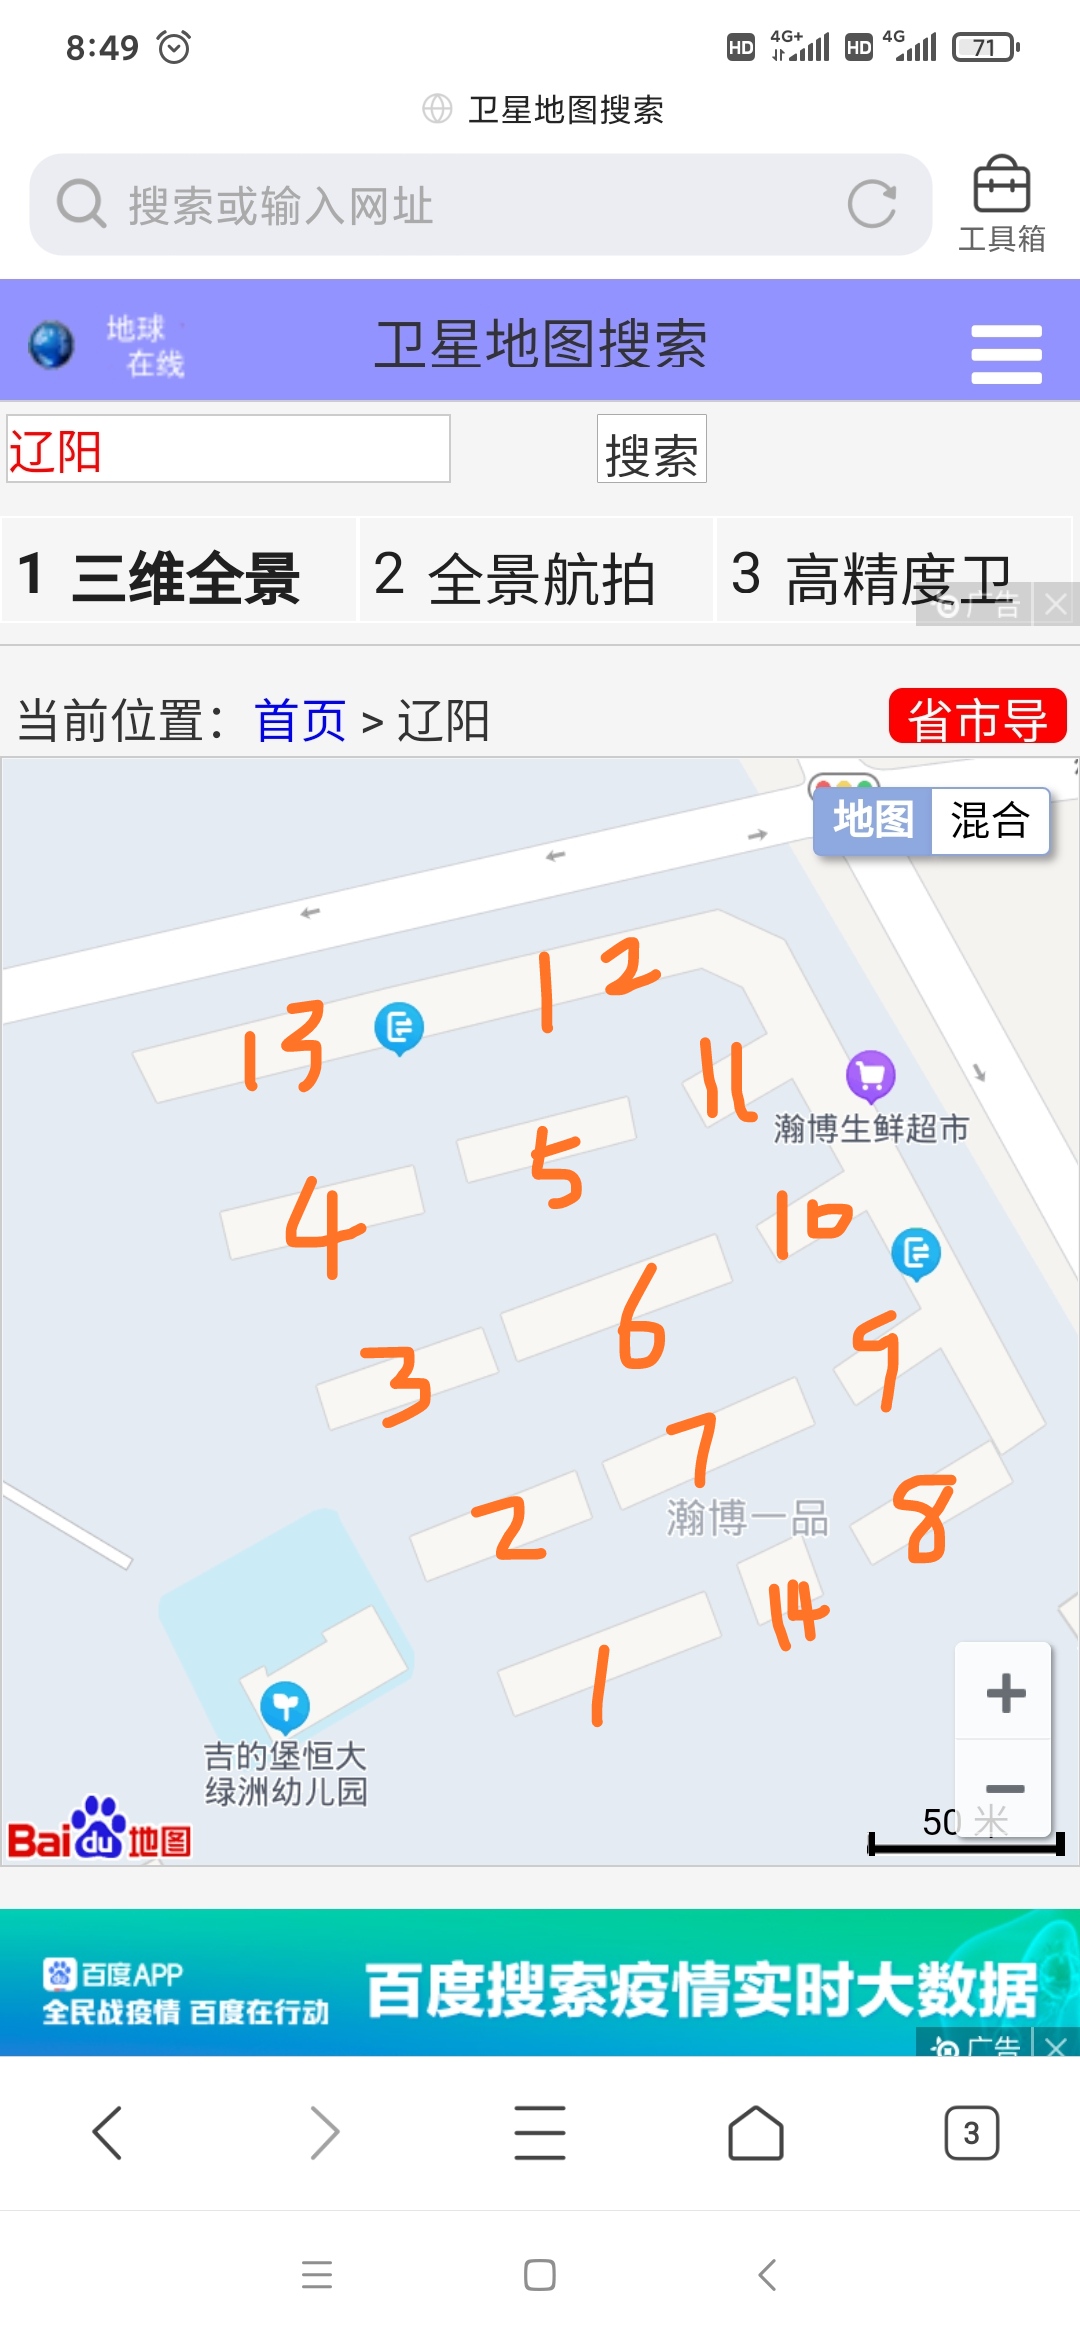 8:49
HD 4G+ HD 4G 71
卫星地图搜索
搜索或输入网址
工具箱
地球
在线
卫星地图搜索
辽阳
搜索
1 三维全景
2 全景航拍
3 高精度卫
广告
当前位置：首页 > 辽阳
省市导
地图 混合
12
13
11
瀚博生鲜超市
5
4
10
6
9
3
7
瀚博一品
8
2
14
1
吉的堡恒大
绿洲幼儿园
50 米
Baidu地图
百度APP
全民战疫情 百度在行动
百度搜索疫情实时大数据
广告
3